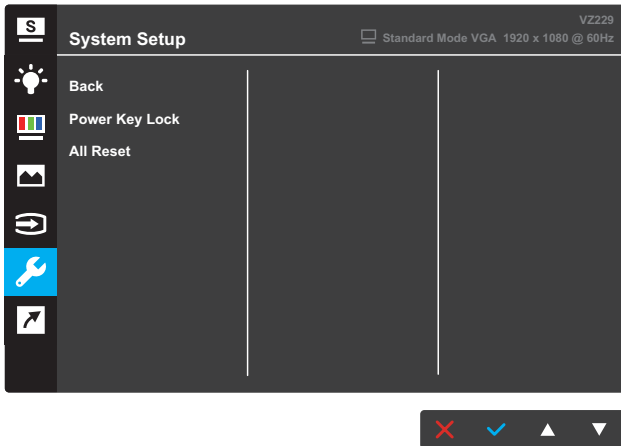 S
VZ229
System Setup
Standard Mode VGA 1920 x 1080 @ 60Hz
Back
Power Key Lock
All Reset